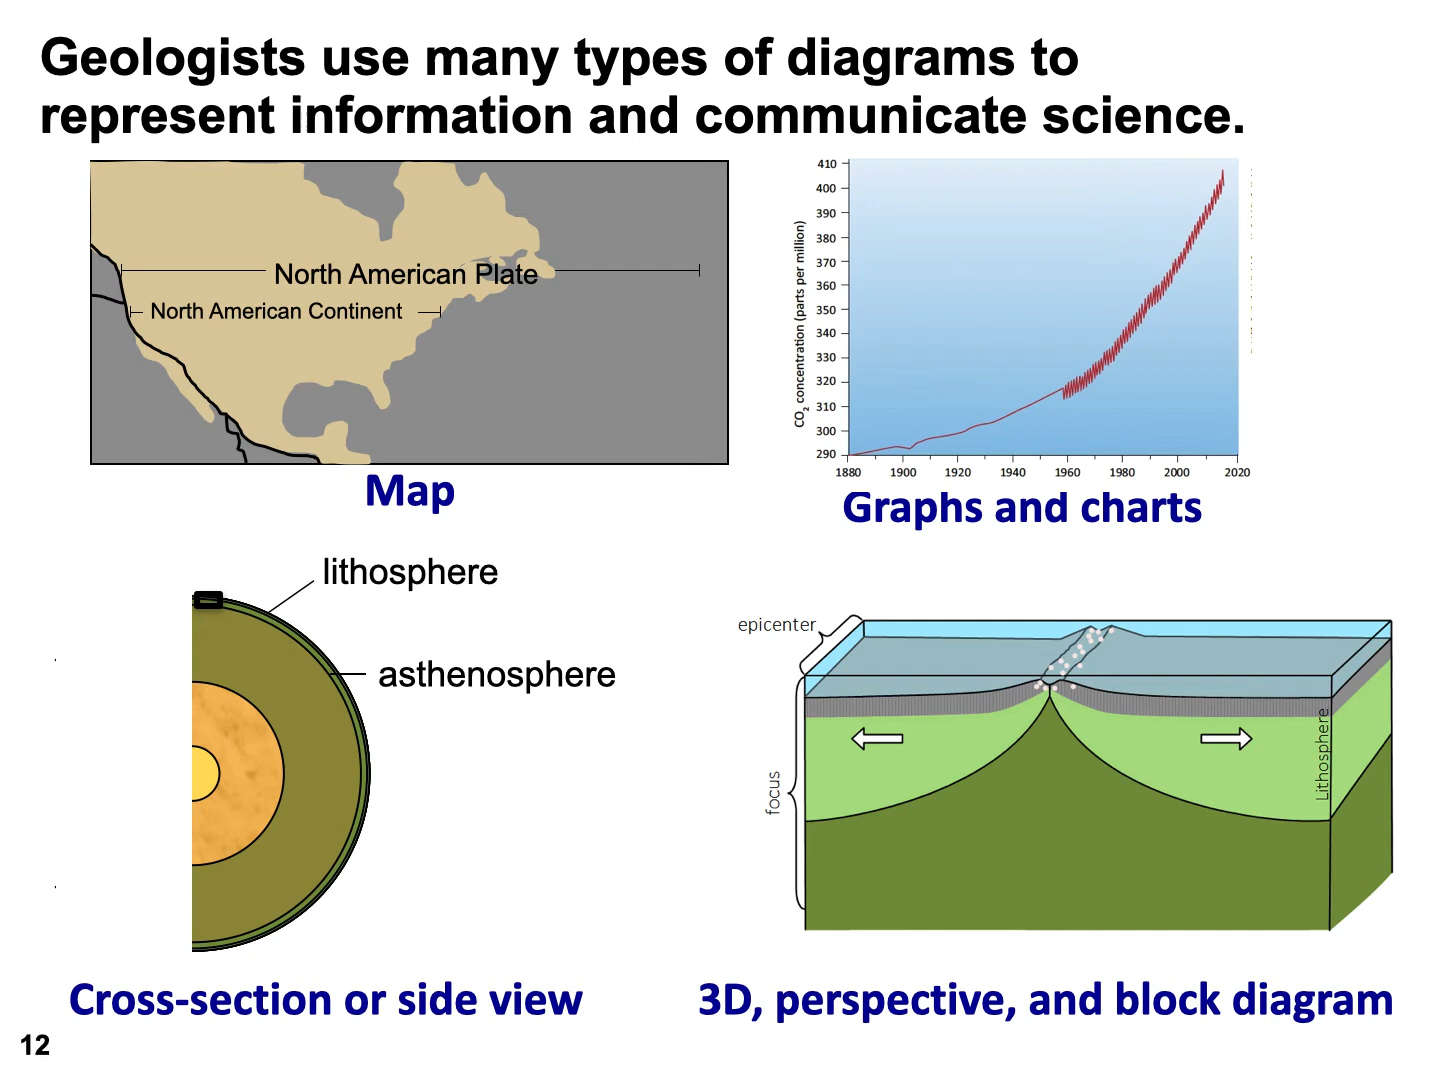 Geologists use many types of diagrams to
represent information and communicate science.
North American Plate
North American Continent
Map
CO2 concentration (parts per million)
410
400
390
380
370
360
350
340
330
320
310
300
290
1880
1900
1920
1940
1960
1980
2000
2020
Graphs and charts
lithosphere
asthenosphere
Cross-section or side view
epicenter
focus
Lithosphere
3D, perspective, and block diagram
12